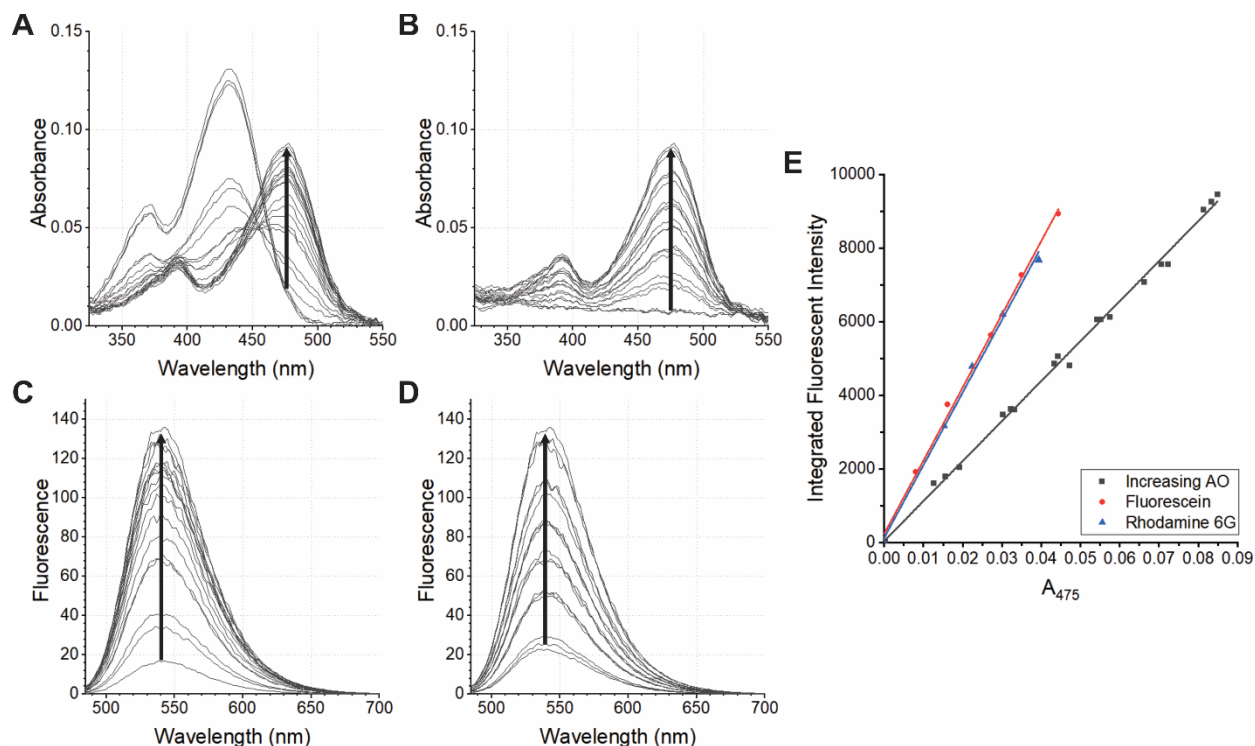 A
0.15
0.10
0.05
0.00
Absorbance
350 400 450 500 550
Wavelength (nm)
B
0.15
0.10
0.05
0.00
Absorbance
350 400 450 500 550
Wavelength (nm)
C
140
120
100
80
60
40
20
0
Fluorescence
500 550 600 650 700
Wavelength (nm)
D
140
120
100
80
60
40
20
0
Fluorescence
500 550 600 650 700
Wavelength (nm)
E
10000
8000
6000
4000
2000
0
Integrated Fluorescent Intensity
Increasing AO
Fluorescein
Rhodamine 6G
0.00 0.01 0.02 0.03 0.04 0.05 0.06 0.07 0.08 0.09
A475